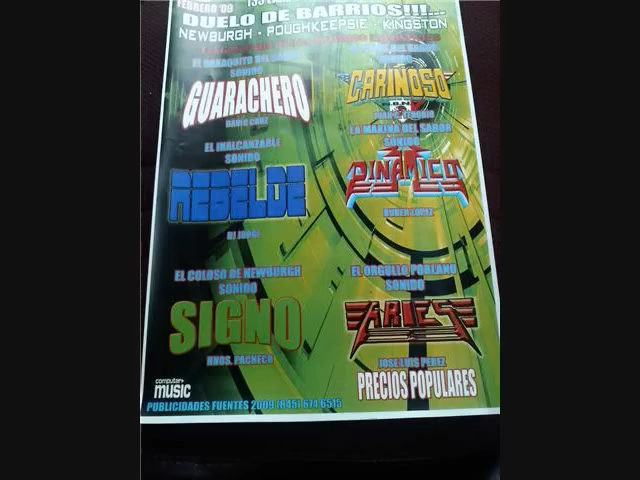 FEBRERO '09
DUELO DE BARRIOS!!!...
NEWBURGH - POUGHKEEPSIE - KINGSTON
SONIDO
GUARACHERO
DAVID CRUZ
CARIÑOSO
EL INALCANZABLE
SONIDO
REBELDE
DJ JORGE
LA MAKINA DEL SABOR
SONIDO
DINAMICO
RUBEN LOPEZ
EL COLOSO DE NEWBURGH
SONIDO
SIGNO
HNOS. PACHECO
EL ORGULLO POBLANO
SONIDO
ARIES
JOSE LUIS PEREZ
PRECIOS POPULARES
computer
music
PUBLICIDADES FUENTES 2009 (845) 674 6515